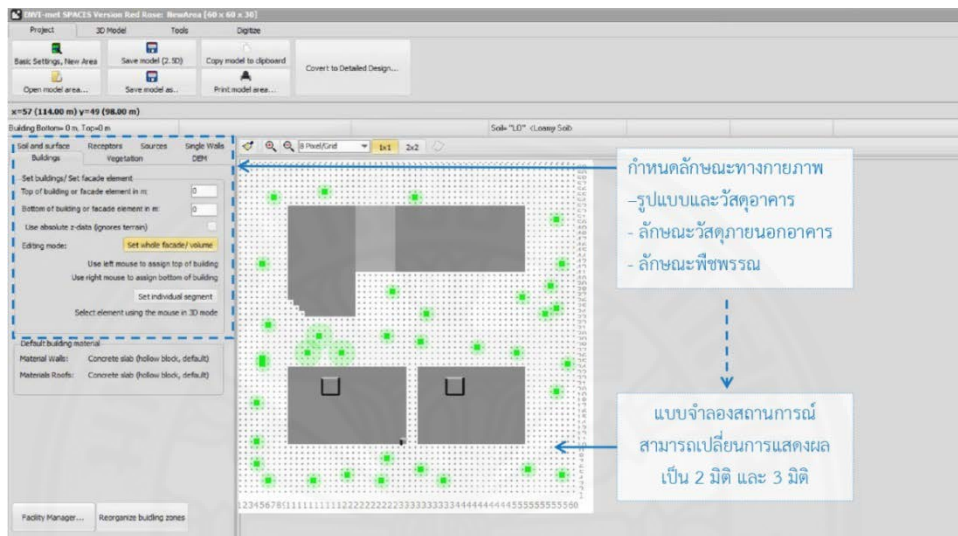 ENVI-met SPACES Version Red Rose: NewArea [60 x 60 x 30]
Project 3D Model Tools Digitize
Basic Settings, New Area Save model (2.5D) Copy model to clipboard Covert to Detailed Design...
Open model area... Save model as.. Print model area...
x=57 (114.00 m) y=49 (98.00 m)
Building Bottom= 0 m, Top=0 m Soil= "LO" <Loamy Soil>
Soil and surface Receptors Sources Single Walls
Buildings Vegetation DEM
8 Pixel/Grid 1x1 2x2
Set buildings/ Set facade element
Top of building or facade element in m: 0
Bottom of building or facade element in m: 0
Use absolute z-data (ignores terrain)
Editing mode: Set whole facade/ volume
Use left mouse to assign top of building
Use right mouse to assign bottom of building
Set individual segment
Select element using the mouse in 3D mode
Default building material
Material Walls: Concrete slab (hollow block, default)
Materials Roofs: Concrete slab (hollow block, default)
Facility Manager... Reorganize buidling zones
กำหนดลักษณะทางกายภาพ
–รูปแบบและวัสดุอาคาร
- ลักษณะวัสดุภายนอกอาคาร
- ลักษณะพืชพรรณ
แบบจำลองสถานการณ์
สามารถเปลี่ยนการแสดงผล
เป็น 2 มิติ และ 3 มิติ